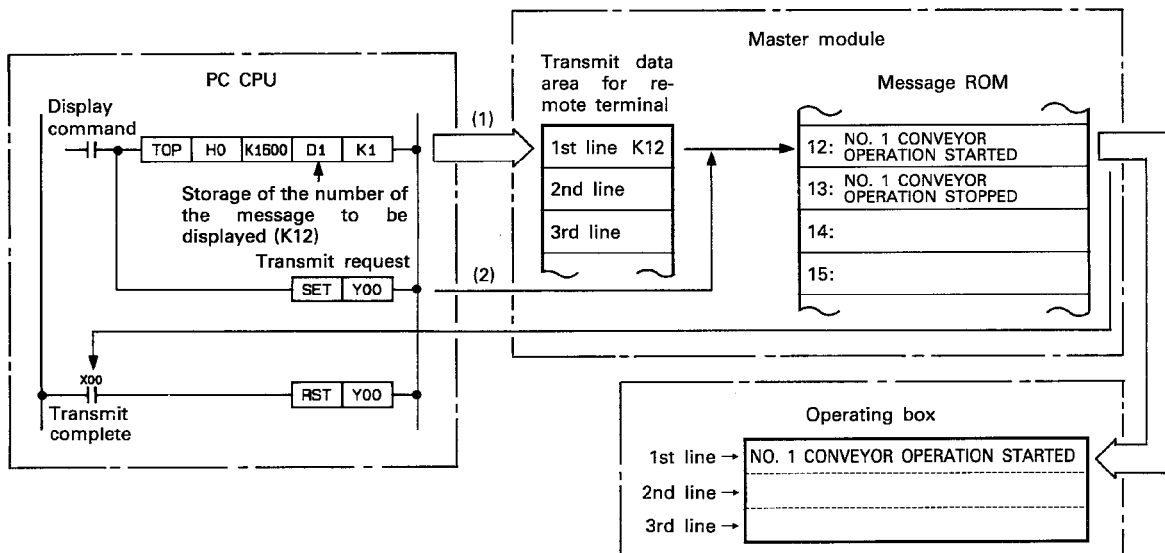 PC CPU
Display
command
TOP H0 K1600 D1 K1
Storage of the number of
the message to be
displayed (K12)
Transmit request
SET Y00
X00
RST Y00
Transmit
complete
(1)
(2)
Master module
Transmit data
area for re-
mote terminal
1st line K12
2nd line
3rd line
Message ROM
12: NO. 1 CONVEYOR
OPERATION STARTED
13: NO. 1 CONVEYOR
OPERATION STOPPED
14:
15:
Operating box
1st line → NO. 1 CONVEYOR OPERATION STARTED
2nd line →
3rd line →